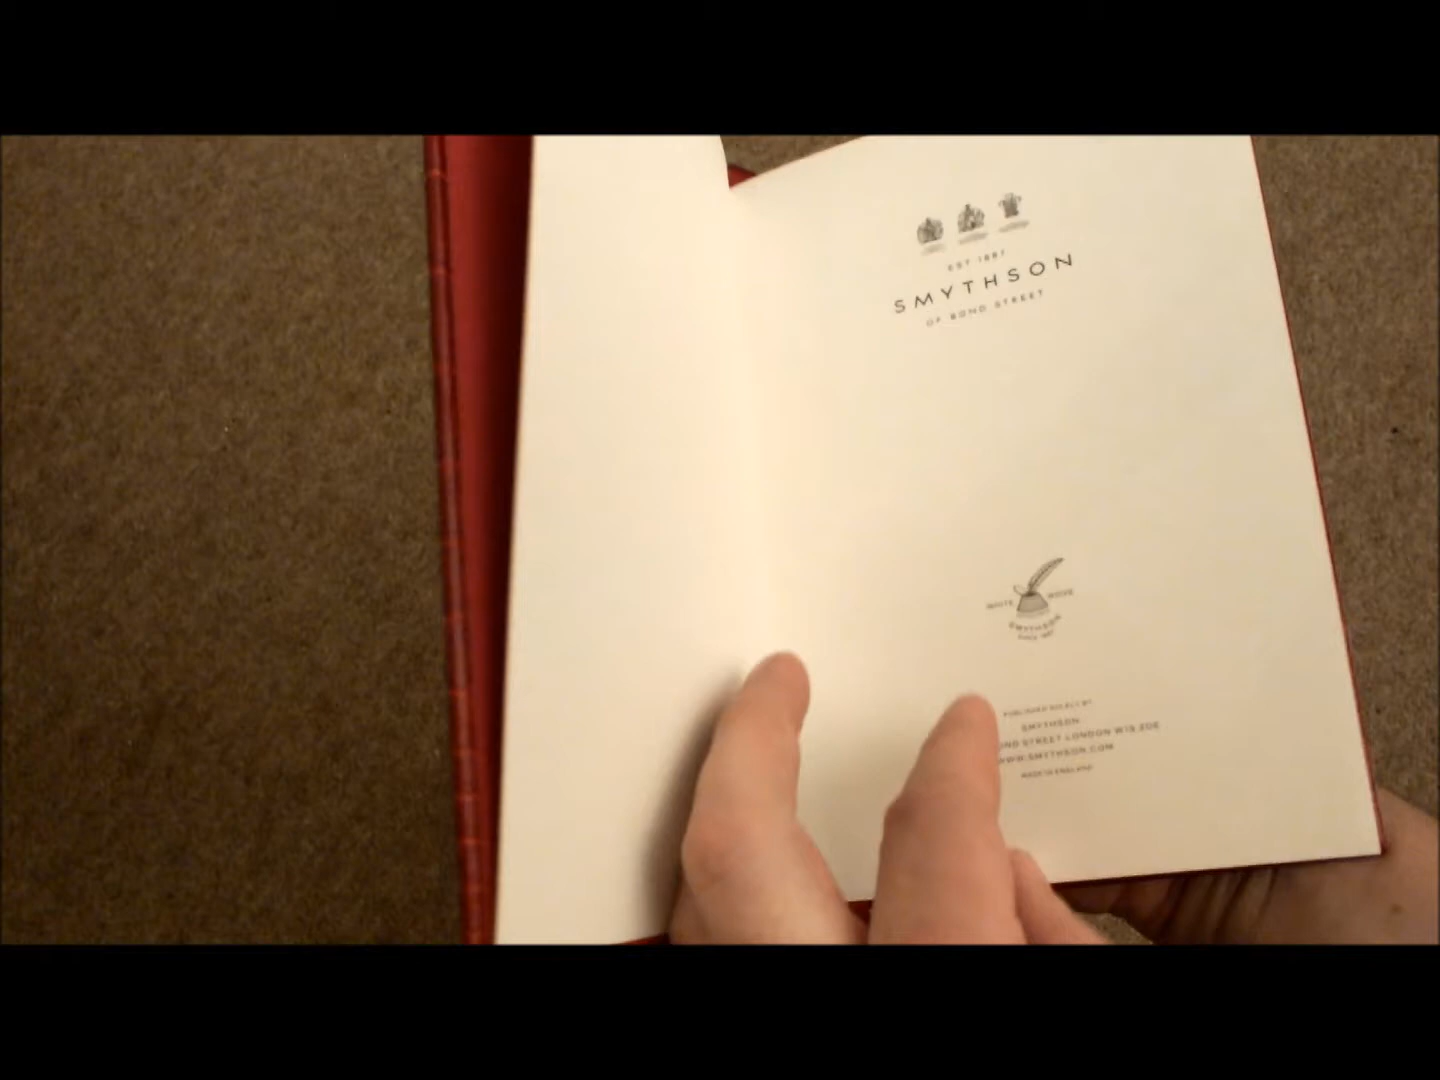 EST 1887
SMYTHSON
OF BOND STREET
WHITE WOVE
SMYTHSON
SINCE 1887
PUBLISHED SOLELY BY
SMYTHSON
OND STREET LONDON W1S 2DE
WWW.SMYTHSON.COM
MADE IN ENGLAND